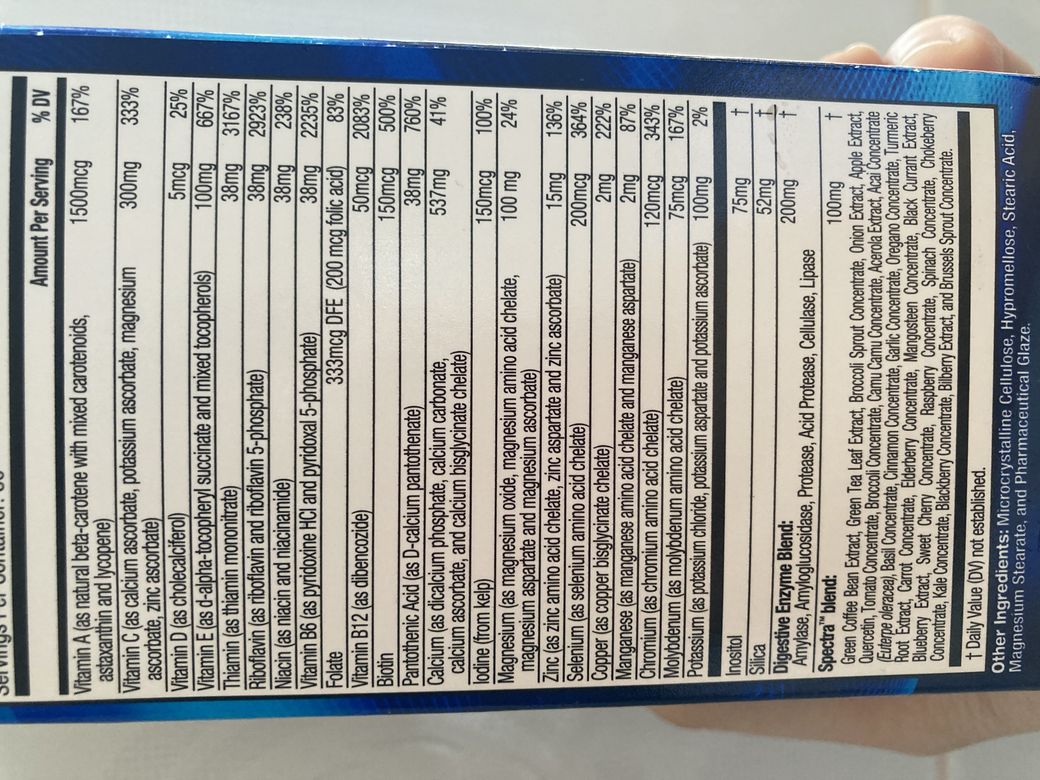 Amount Per Serving % DV
Vitamin A (as natural beta-carotene with mixed carotenoids, 1500mcg 167%
astaxanthin and lycopene)
Vitamin C (as calcium ascorbate, potassium ascorbate, magnesium 300mg 333%
ascorbate, zinc ascorbate)
Vitamin D (as cholecalciferol) 5mcg 25%
Vitamin E (as d-alpha-tocopheryl succinate and mixed tocopherols) 100mg 667%
Thiamin (as thiamin monnitrate) 38mg 3167%
Riboflavin (as riboflavin and riboflavin 5-phosphate) 38mg 2923%
Niacin (as niacin and niacinamide) 38mg 238%
Vitamin B6 (as pyridoxine HCI and pyridoxal 5-phosphate) 38mg 2235%
Folate 333mcg DFE (200 mcg folic acid) 83%
Vitamin B12 (as dibencozide) 50mcg 2083%
Biotin 150mcg 500%
Pantothenic Acid (as D-calcium pantothenate) 38mg 760%
Calcium (as dicalcium phosphate, calcium carbonate, 537mg 41%
calcium ascorbate, and calcium bisglycinate chelate)
Iodine (from kelp) 150mcg 100%
Magnesium (as magnesium oxide, magnesium amino acid chelate, 100 mg 24%
magnesium aspartate and magnesium ascorbate)
Zinc (as zinc amino acid chelate, zinc aspartate and zinc ascorbate) 15mg 136%
Selenium (as selenium amino acid chelate) 200mcg 364%
Copper (as copper bisglycinate chelate) 2mg 222%
Manganese (as manganese amino acid chelate and manganese aspartate) 2mg 87%
Chromium (as chromium amino acid chelate) 120mcg 343%
Molybdenum (as molybdenum amino acid chelate) 75mcg 167%
Potassium (as potassium chloride, potassium aspartate and potassium ascorbate) 100mg 2%
Inositol 75mg †
Silica 52mg †
Digestive Enzyme Blend: 200mg †
Amylase, Amyloglucosidase, Protease, Acid Protease, Cellulase, Lipase
Spectra™ blend: 100mg †
Green Coffee Bean Extract, Green Tea Leaf Extract, Broccoli Sprout Concentrate, Onion Extract, Apple Extract,
Quercetin, Tomato Concentrate, Broccoli Concentrate, Camu Camu Concentrate, Acerola Extract, Acai Concentrate
(Euterpe oleracea), Basil Concentrate, Cinnamon Concentrate, Garlic Concentrate, Oregano Concentrate, Turmeric
Root Extract, Carrot Concentrate, Elderberry Concentrate, Mangosteen Concentrate, Black Currant Extract,
Blueberry Extract, Sweet Cherry Concentrate, Raspberry Concentrate, Spinach Concentrate, Chokeberry
Concentrate, Kale Concentrate, Blackberry Concentrate, Bilberry Extract, and Brussels Sprout Concentrate.
† Daily Value (DV) not established.
Other Ingredients: Microcrystalline Cellulose, Hypromellose, Stearic Acid,
Magnesium Stearate, and Pharmaceutical Glaze.